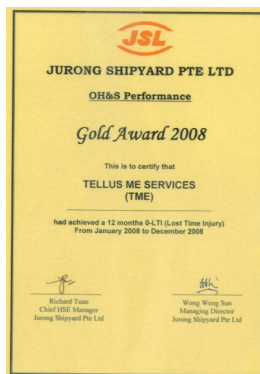 JSL
JURONG SHIPYARD PTE LTD
OH&S Performance
Gold Award 2008
This is to certify that
TELLUS ME SERVICES
(TME)
had achieved a 12 months 0-LTI (Lost Time Injury)
From January 2008 to December 2008
Richard Tuan
Chief HSE Manager
Jurong Shipyard Pte Ltd
Wong Weng Sun
Managing Director
Jurong Shipyard Pte Ltd